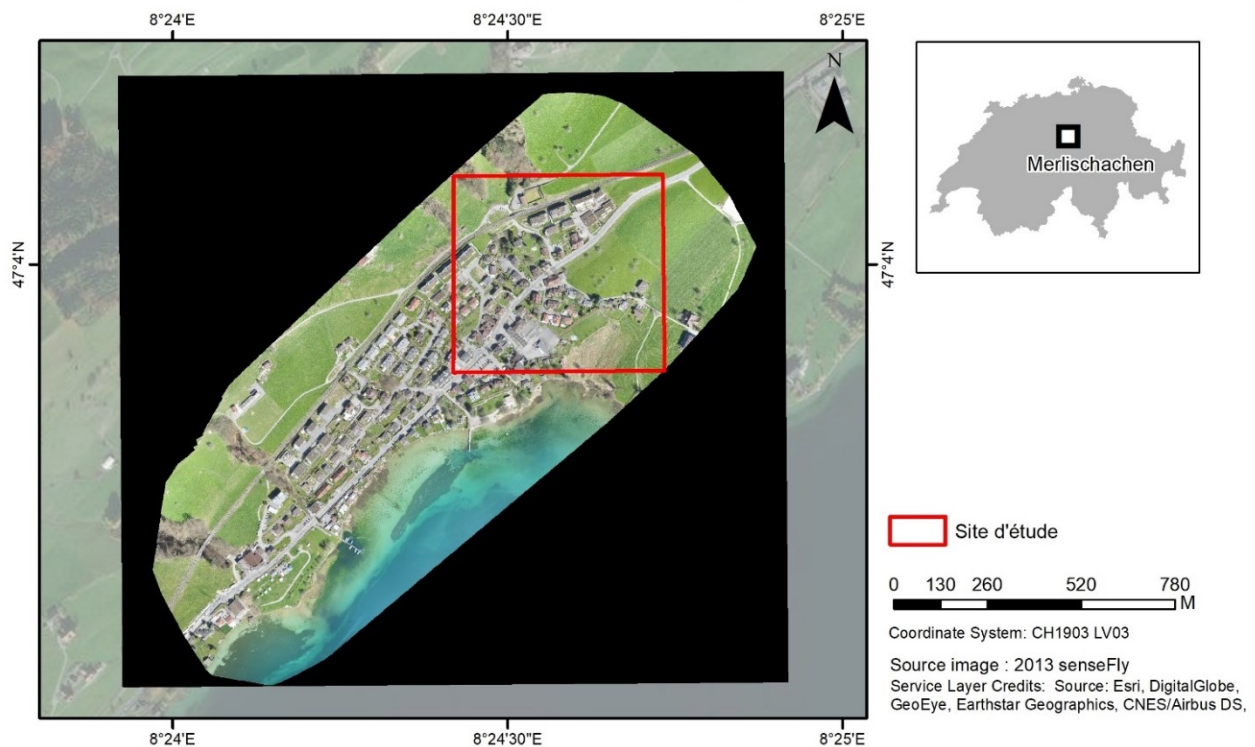 8°24'E
8°24'30"E
8°25'E
N
47°4'N
47°4'N
Merlischachen
Site d'étude
0 130 260 520 780
M
Coordinate System: CH1903 LV03
Source image : 2013 senseFly
Service Layer Credits: Source: Esri, DigitalGlobe,
GeoEye, Earthstar Geographics, CNES/Airbus DS,
8°24'E
8°24'30"E
8°25'E